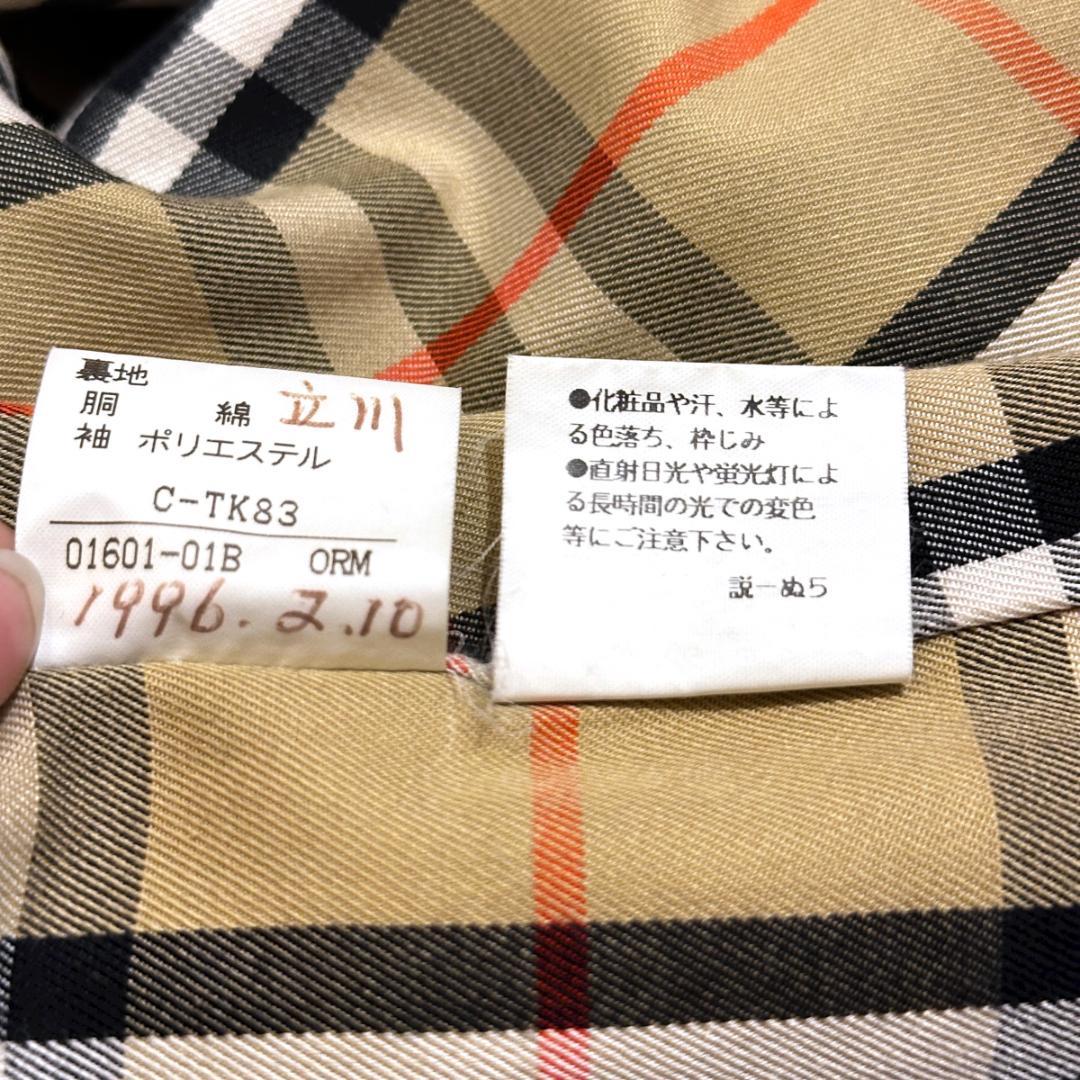 裏地
胴 綿 立川
袖 ポリエステル
C-TK83
01601-01B ORM
1996.2.10
●化粧品や汗、水等によ
る色落ち、枠じみ
●直射日光や蛍光灯によ
る長時間の光での変色
等にご注意下さい。
説-ぬら